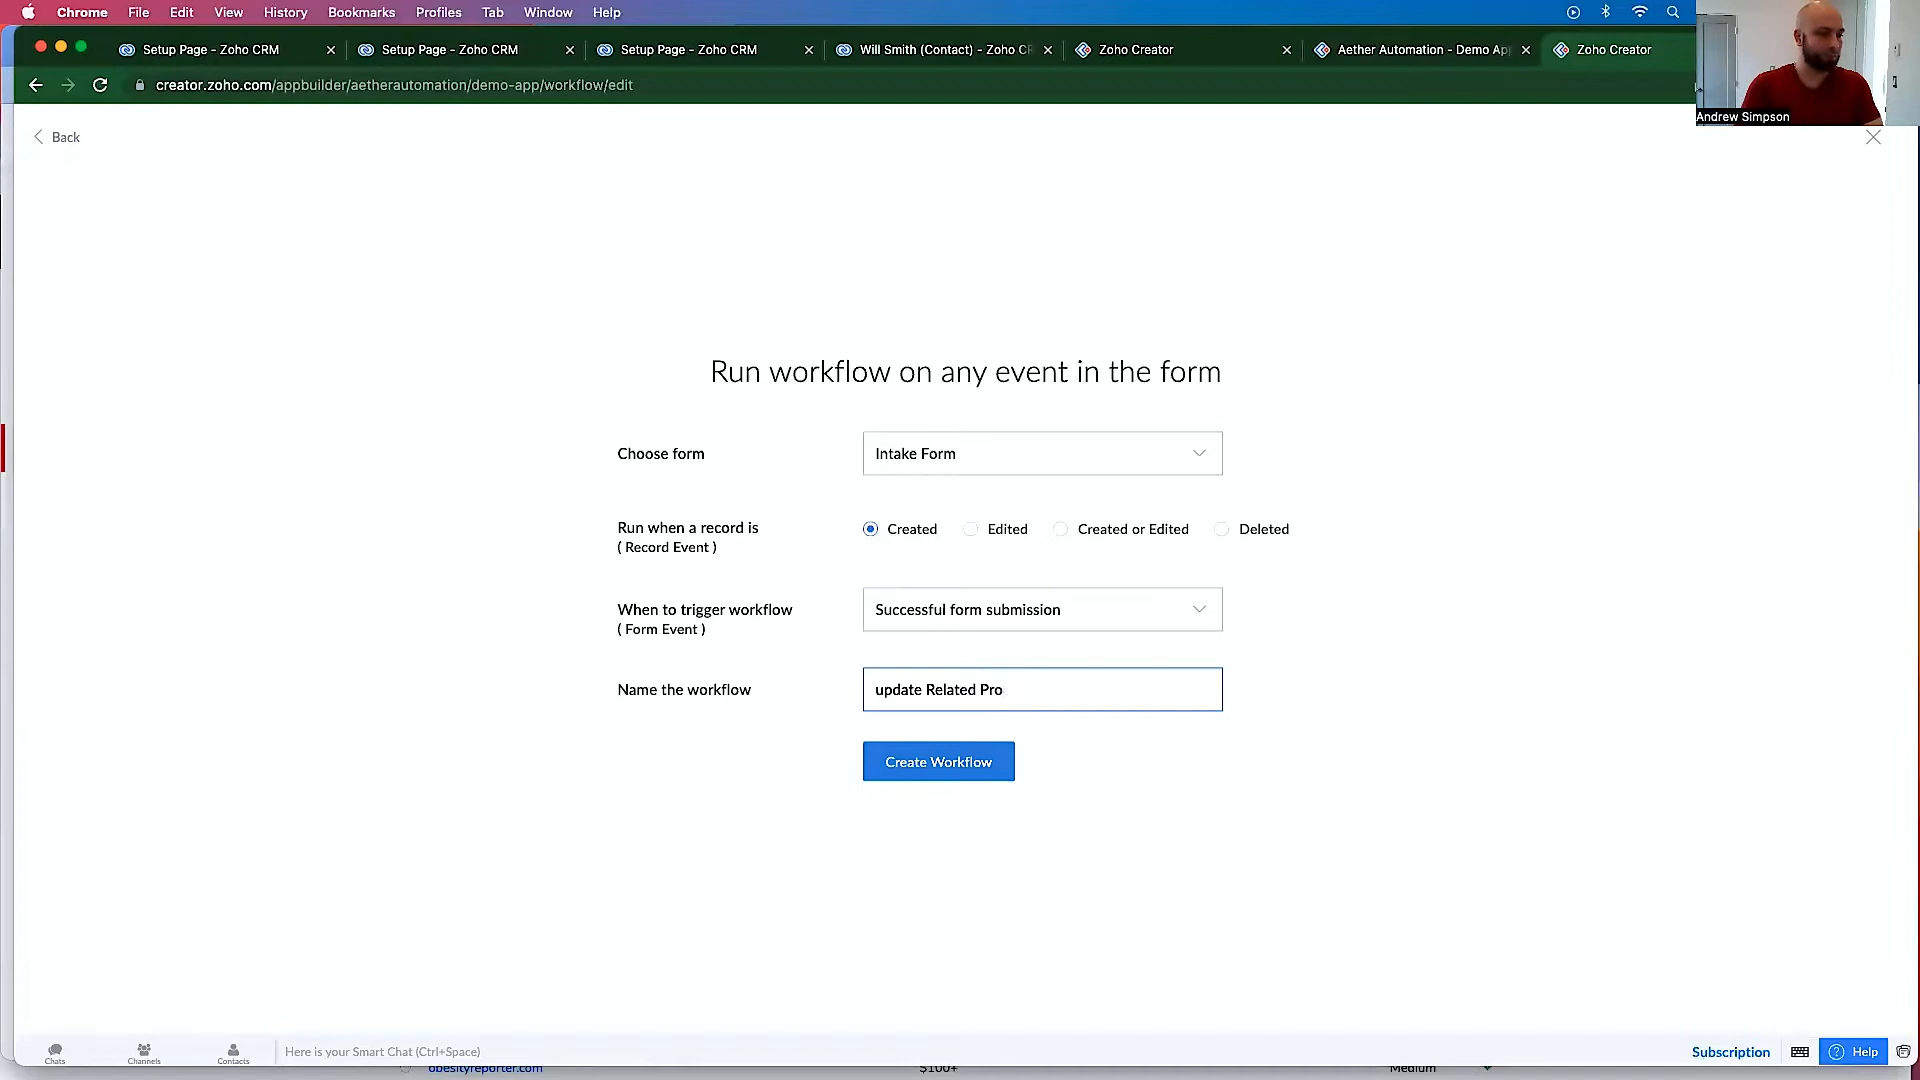 Chrome File Edit View History Bookmarks Profiles Tab Window Help
Setup Page - Zoho CRM Setup Page - Zoho CRM Setup Page - Zoho CRM Will Smith (Contact) - Zoho CR Zoho Creator Aether Automation - Demo Ap Zoho Creator
creator.zoho.com/appbuilder/aetherautomation/demo-app/workflow/edit
Andrew Simpson
Back
Run workflow on any event in the form
Choose form Intake Form
Run when a record is Created Edited Created or Edited Deleted
( Record Event )
When to trigger workflow Successful form submission
( Form Event )
Name the workflow update Related Pro
Create Workflow
Chats Channels Contacts Here is your Smart Chat (Ctrl+Space) Subscription Help
obesityreporter.com $100+ Medium